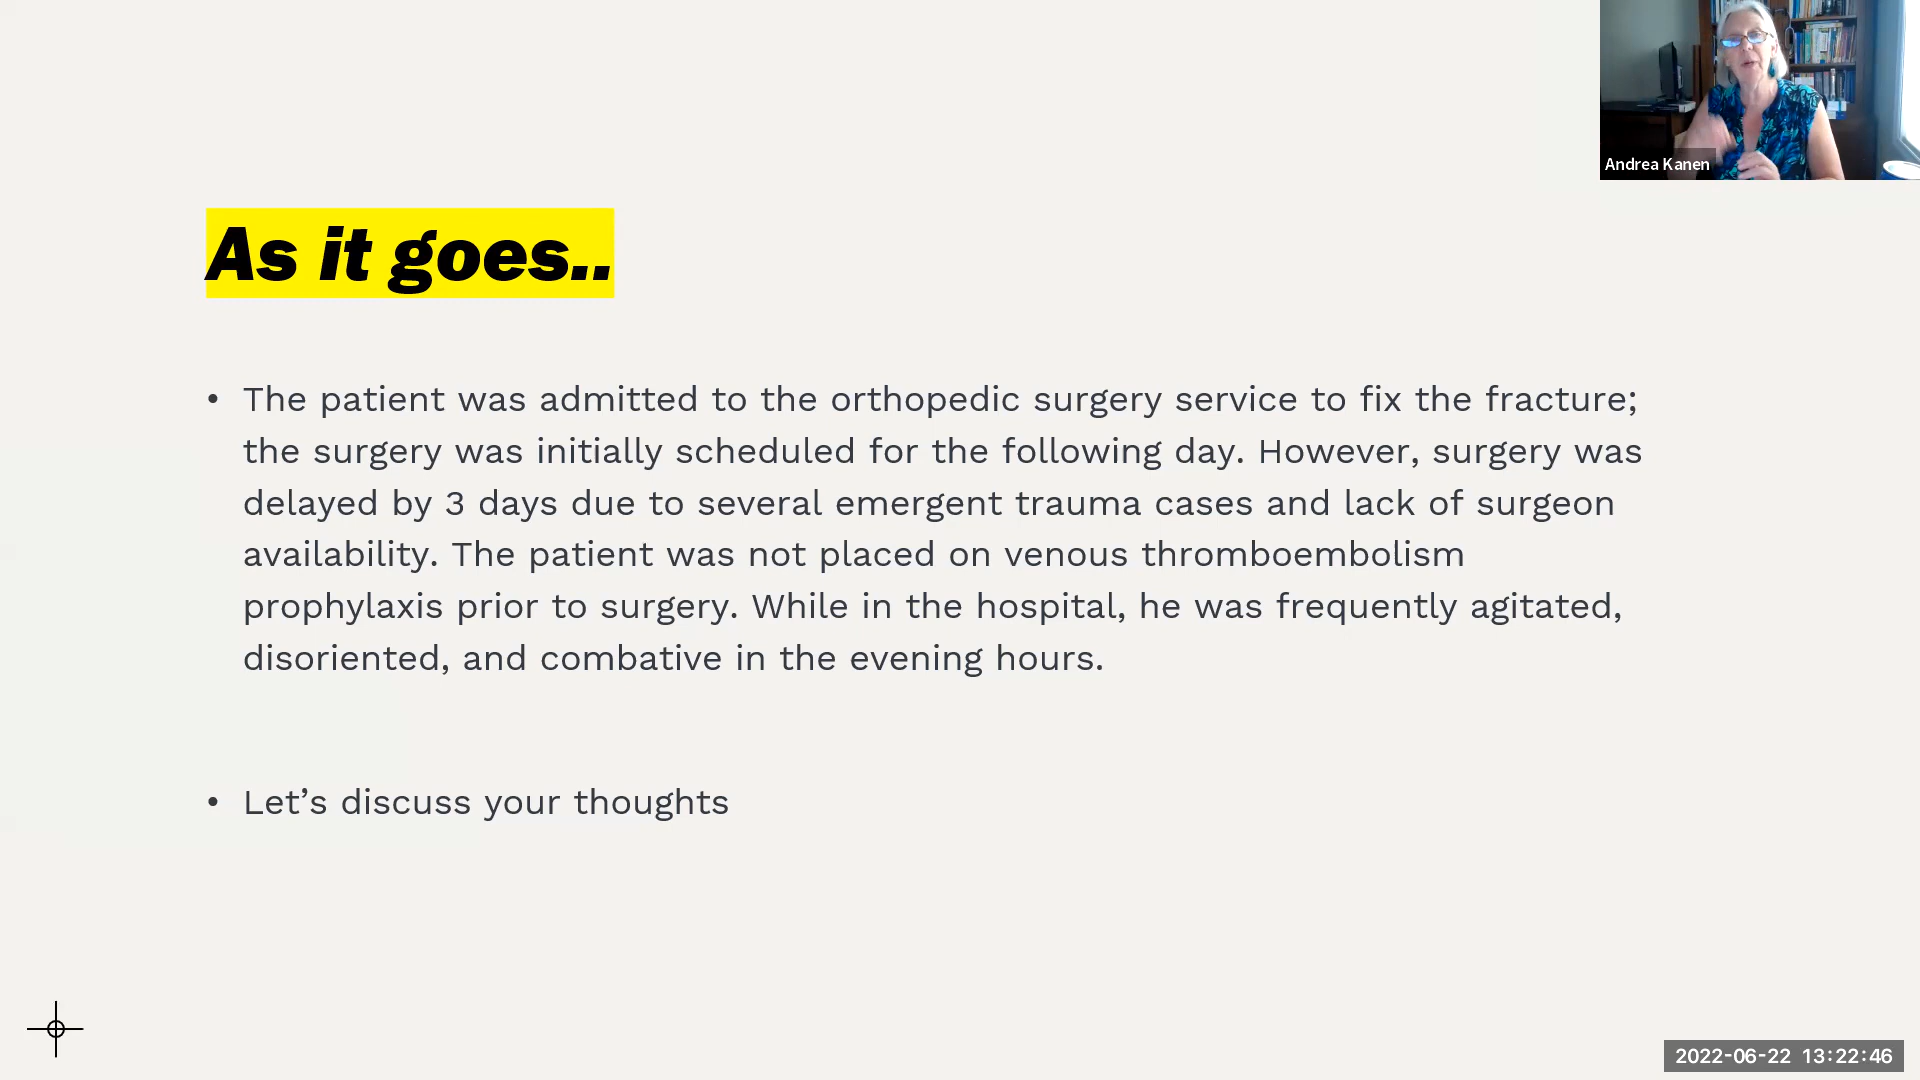 Andrea Kanen
As it goes..
• The patient was admitted to the orthopedic surgery service to fix the fracture;
the surgery was initially scheduled for the following day. However, surgery was
delayed by 3 days due to several emergent trauma cases and lack of surgeon
availability. The patient was not placed on venous thromboembolism
prophylaxis prior to surgery. While in the hospital, he was frequently agitated,
disoriented, and combative in the evening hours.
• Let’s discuss your thoughts
2022-06-22 13:22:46